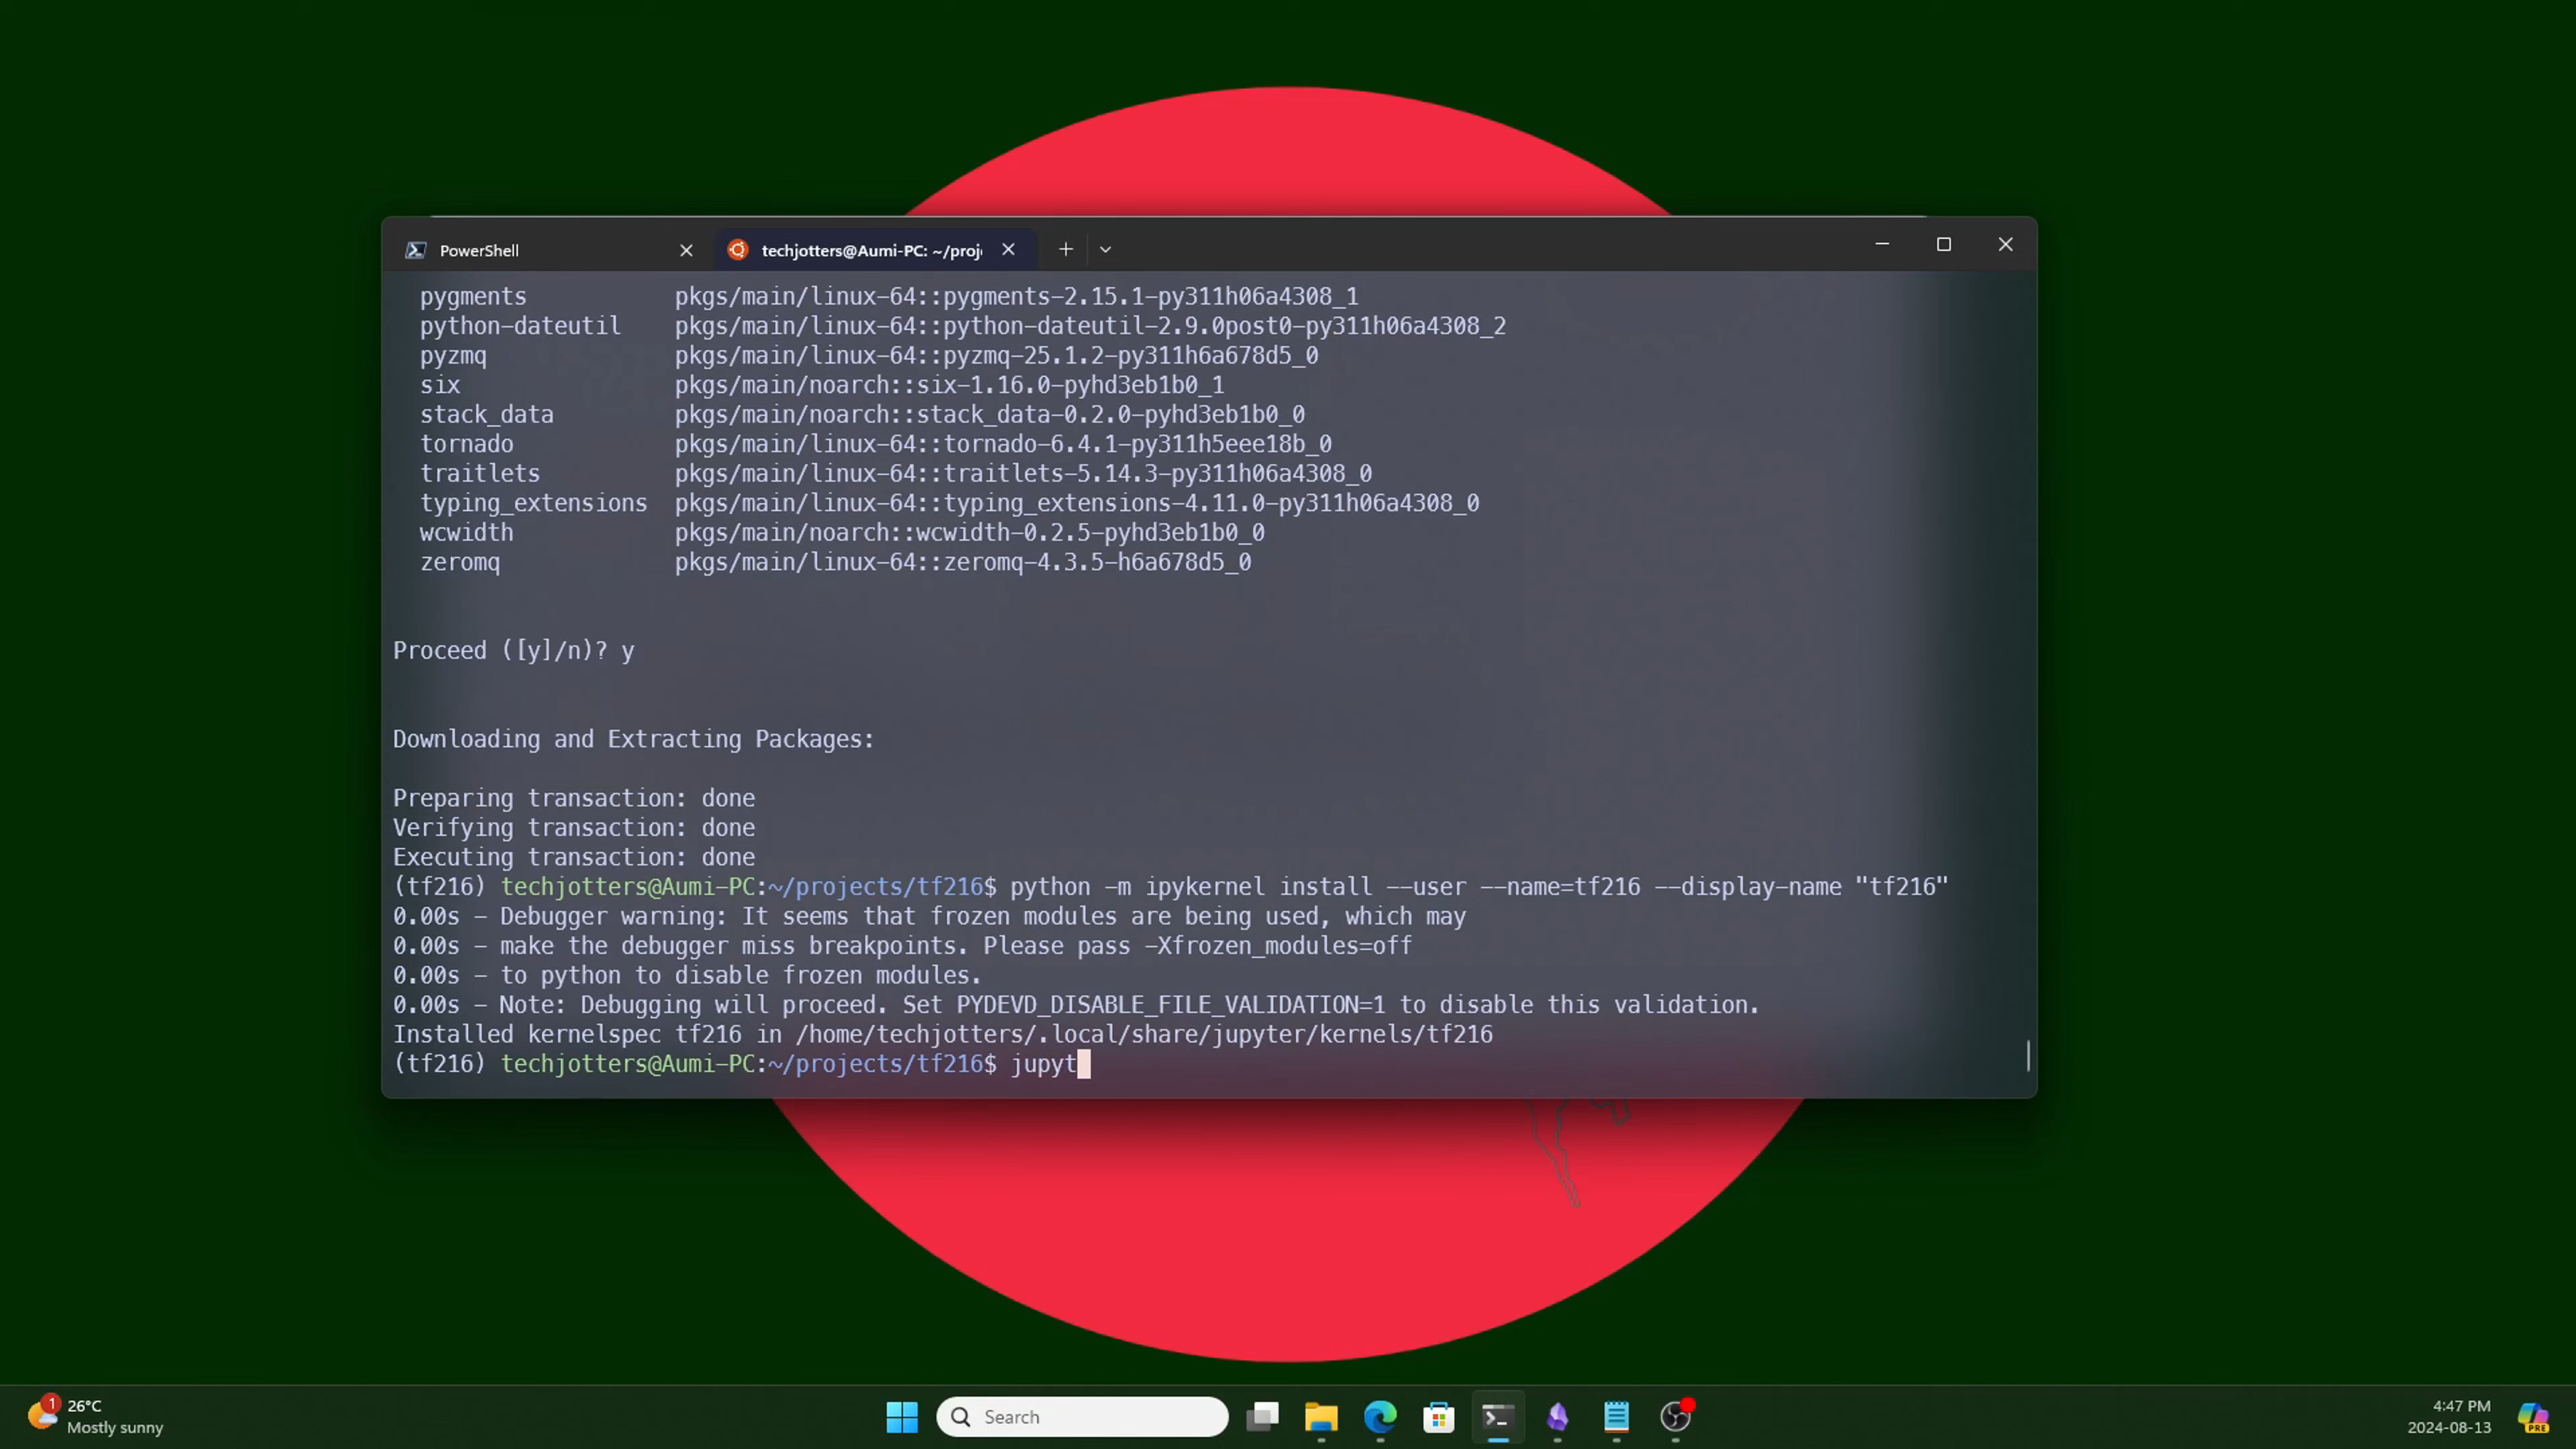 PowerShell
techjotters@Aumi-PC: ~/proj
pygments pkgs/main/linux-64::pygments-2.15.1-py311h06a4308_1
python-dateutil pkgs/main/linux-64::python-dateutil-2.9.0post0-py311h06a4308_2
pyzmq pkgs/main/linux-64::pyzmq-25.1.2-py311h6a678d5_0
six pkgs/main/noarch::six-1.16.0-pyhd3eb1b0_1
stack_data pkgs/main/noarch::stack_data-0.2.0-pyhd3eb1b0_0
tornado pkgs/main/linux-64::tornado-6.4.1-py311h5eee18b_0
traitlets pkgs/main/linux-64::traitlets-5.14.3-py311h06a4308_0
typing_extensions pkgs/main/linux-64::typing_extensions-4.11.0-py311h06a4308_0
wcwidth pkgs/main/noarch::wcwidth-0.2.5-pyhd3eb1b0_0
zeromq pkgs/main/linux-64::zeromq-4.3.5-h6a678d5_0
Proceed ([y]/n)? y
Downloading and Extracting Packages:
Preparing transaction: done
Verifying transaction: done
Executing transaction: done
(tf216) techjotters@Aumi-PC:~/projects/tf216$ python -m ipykernel install --user --name=tf216 --display-name "tf216"
0.00s - Debugger warning: It seems that frozen modules are being used, which may
0.00s - make the debugger miss breakpoints. Please pass -Xfrozen_modules=off
0.00s - to python to disable frozen modules.
0.00s - Note: Debugging will proceed. Set PYDEVD_DISABLE_FILE_VALIDATION=1 to disable this validation.
Installed kernelspec tf216 in /home/techjotters/.local/share/jupyter/kernels/tf216
(tf216) techjotters@Aumi-PC:~/projects/tf216$ jupyt
1
26°C
Mostly sunny
Search
4:47 PM
2024-08-13
PRE